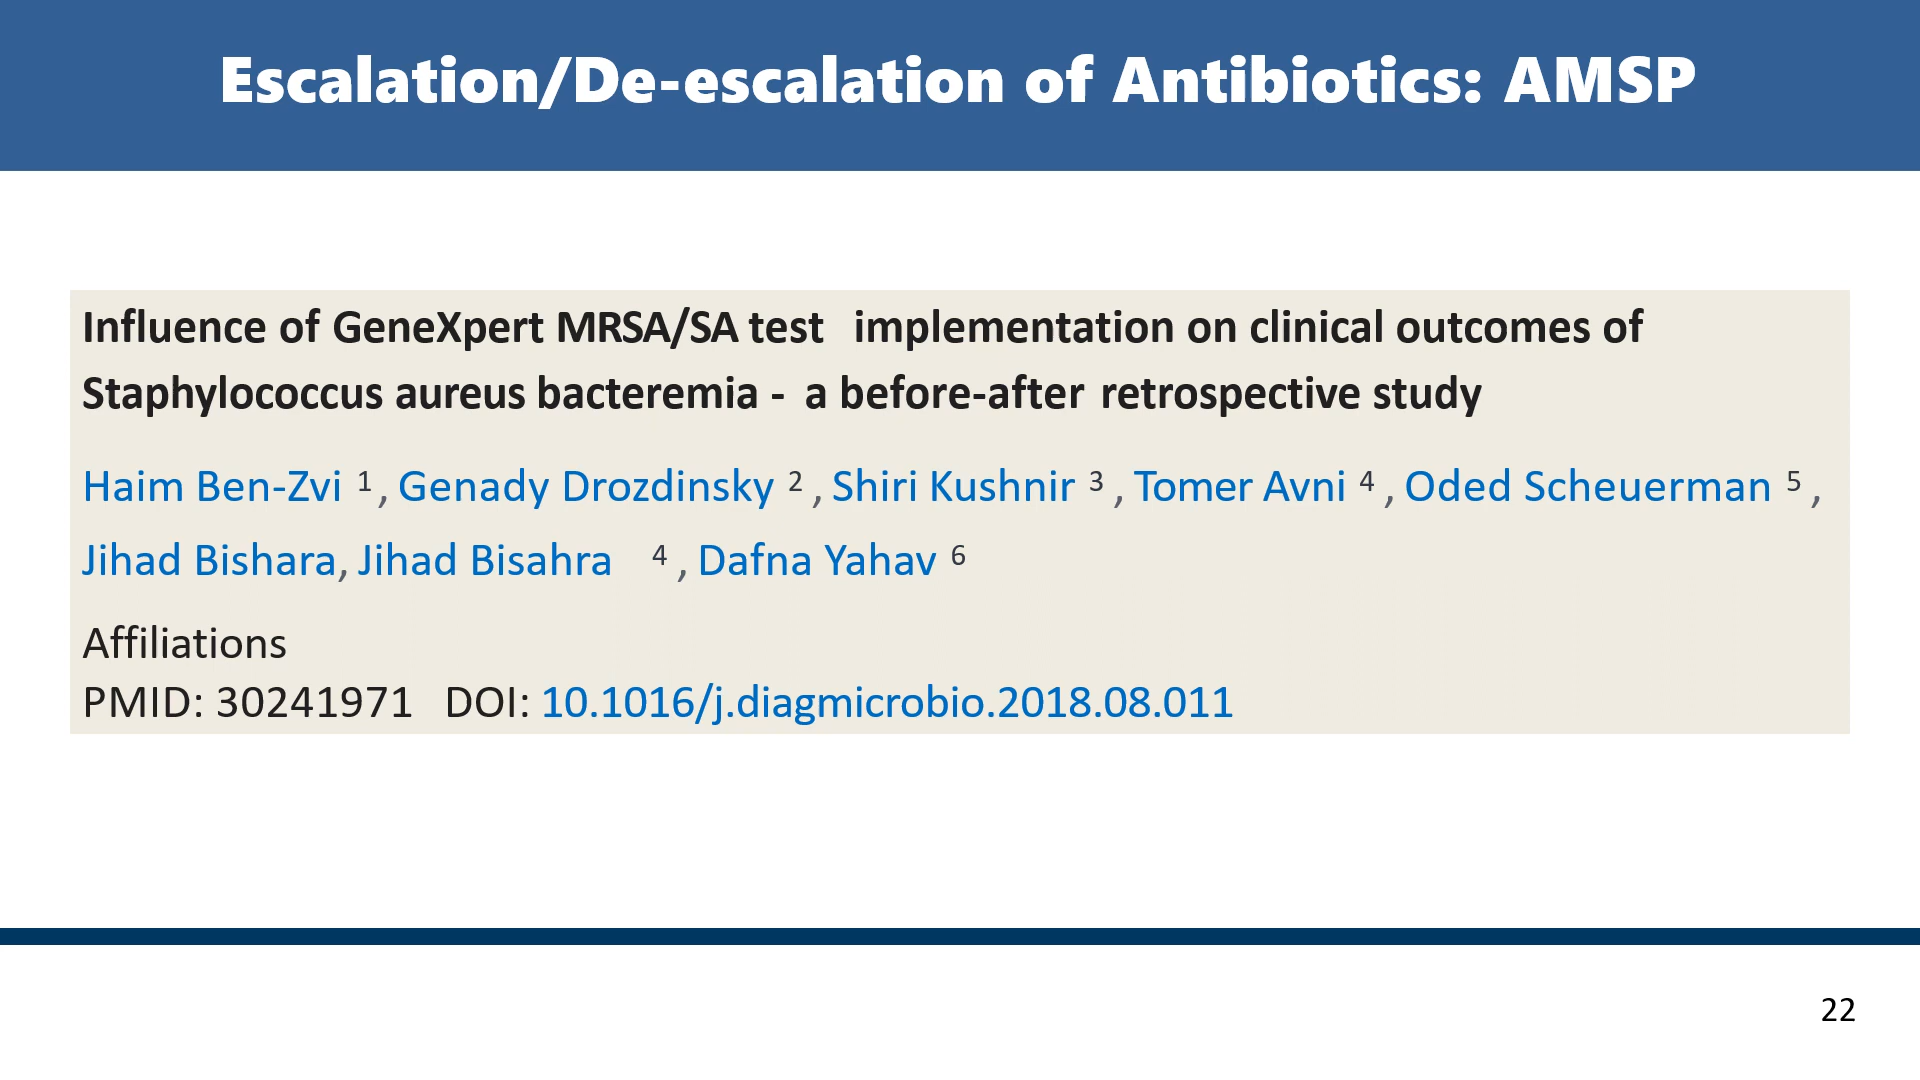 Escalation/De-escalation of Antibiotics: AMSP
Influence of GeneXpert MRSA/SA test implementation on clinical outcomes of
Staphylococcus aureus bacteremia - a before-after retrospective study
Haim Ben-Zvi 1, Genady Drozdinsky 2, Shiri Kushnir 3, Tomer Avni 4, Oded Scheuerman 5,
Jihad Bishara, Jihad Bisahra 4, Dafna Yahav 6
Affiliations
PMID: 30241971 DOI: 10.1016/j.diagmicrobio.2018.08.011
22